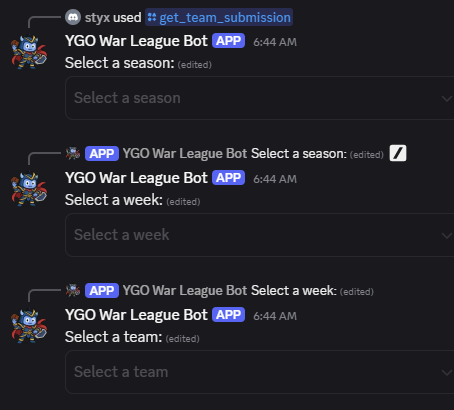 styx used get_team_submission
YGO War League Bot APP 6:44 AM
Select a season: (edited)
Select a season
APP YGO War League Bot Select a season: (edited)
YGO War League Bot APP 6:44 AM
Select a week: (edited)
Select a week
APP YGO War League Bot Select a week: (edited)
YGO War League Bot APP 6:44 AM
Select a team: (edited)
Select a team